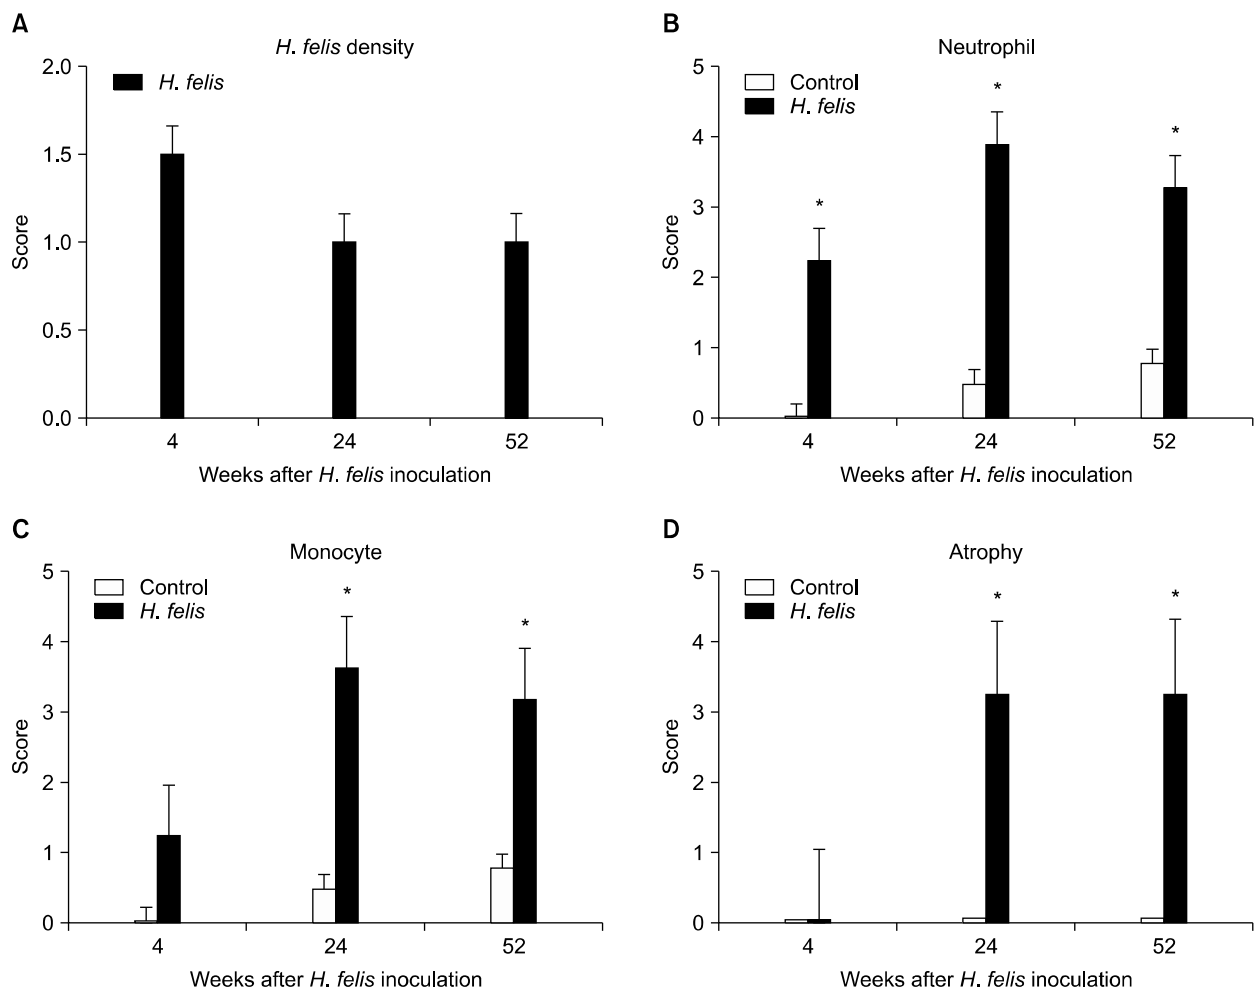 A
H. felis density
2.0
1.5
1.0
0.5
0.0
Score
H. felis
4 24 52
Weeks after H. felis inoculation
B
Neutrophil
5
4
3
2
1
0
Score
Control
H. felis
*
*
*
4 24 52
Weeks after H. felis inoculation
C
Monocyte
5
4
3
2
1
0
Score
Control
H. felis
*
*
4 24 52
Weeks after H. felis inoculation
D
Atrophy
5
4
3
2
1
0
Score
Control
H. felis
* *
4 24 52
Weeks after H. felis inoculation